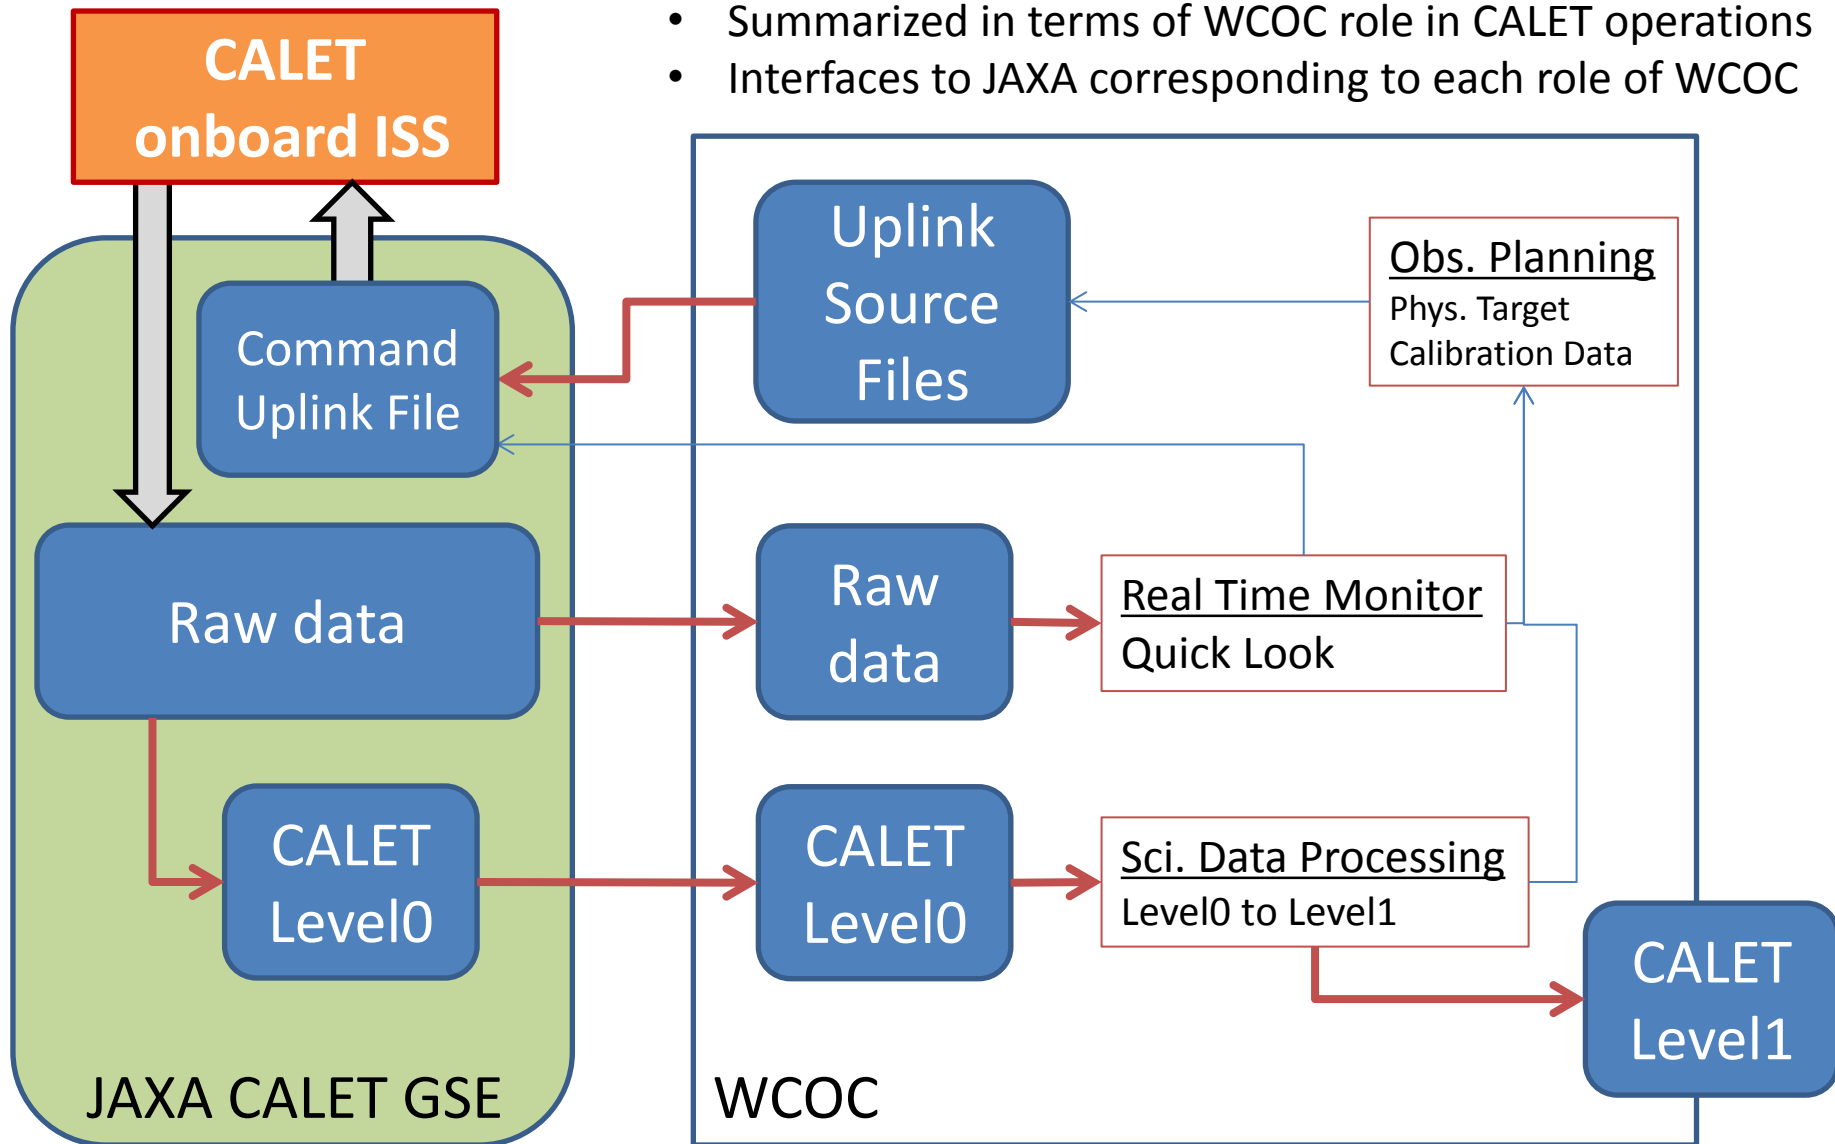 • Summarized in terms of WCOC role in CALET operations
• Interfaces to JAXA corresponding to each role of WCOC
CALET
onboard ISS
Uplink
Source
Files
Obs. Planning
Phys. Target
Calibration Data
Command
Uplink File
Raw data
Raw
data
Real Time Monitor
Quick Look
CALET
Level0
CALET
Level0
Sci. Data Processing
Level0 to Level1
CALET
Level1
JAXA CALET GSE
WCOC